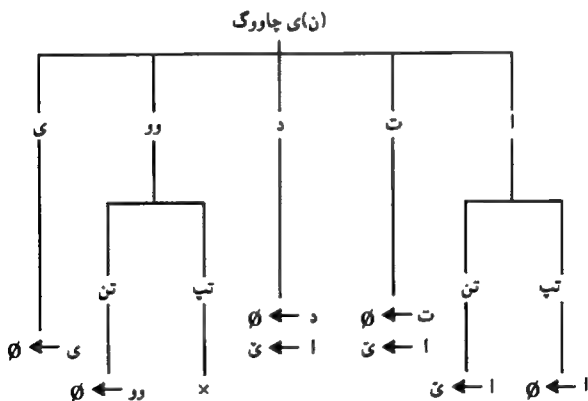 (ن)ی چاووگ
ا ت د وو ی
تپ تن تپ تن
د → Ø ت → Ø
ا → ێ ا → ێ
ی → Ø
ا → Ø ا → ێ × وو → Ø